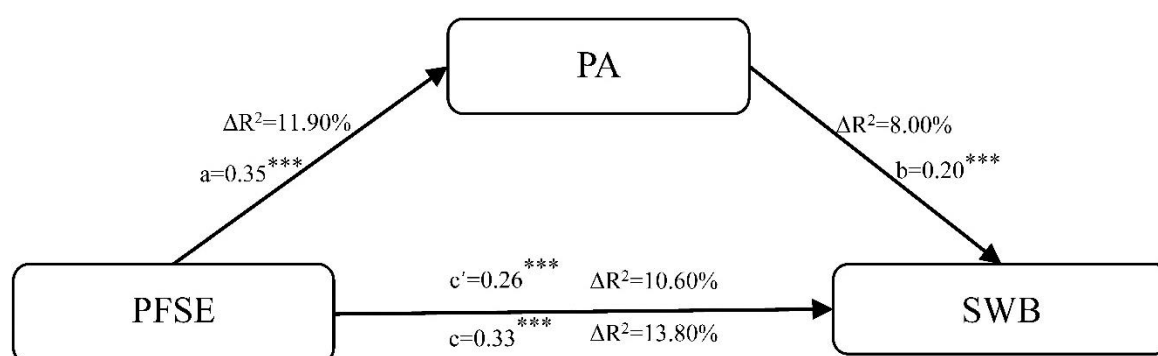 PA
ΔR²=11.90%
ΔR²=8.00%
a=0.35***
b=0.20***
PFSE
c′=0.26*** ΔR²=10.60%
c=0.33*** ΔR²=13.80%
SWB